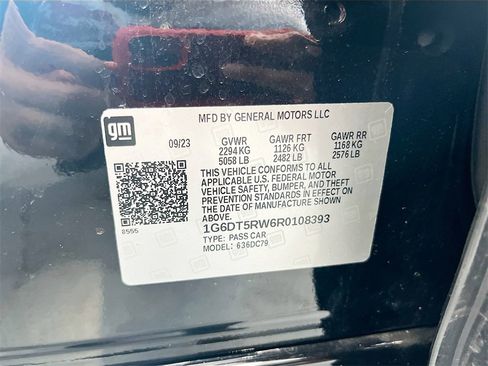 MFD BY GENERAL MOTORS LLC
gm
09/23 GVWR GAWR FRT GAWR RR
2294 KG 1126 KG 1168 KG
5058 LB 2482 LB 2576 LB
THIS VEHICLE CONFORMS TO ALL
APPLICABLE U.S. FEDERAL MOTOR
VEHICLE SAFETY, BUMPER, AND THEFT
PREVENTION STANDARDS IN EFFECT ON
THE DATE OF MANUFACTURE SHOWN
ABOVE.
8555
1G6DT5RW6R0108393
TYPE: PASS CAR
MODEL: 636DC79